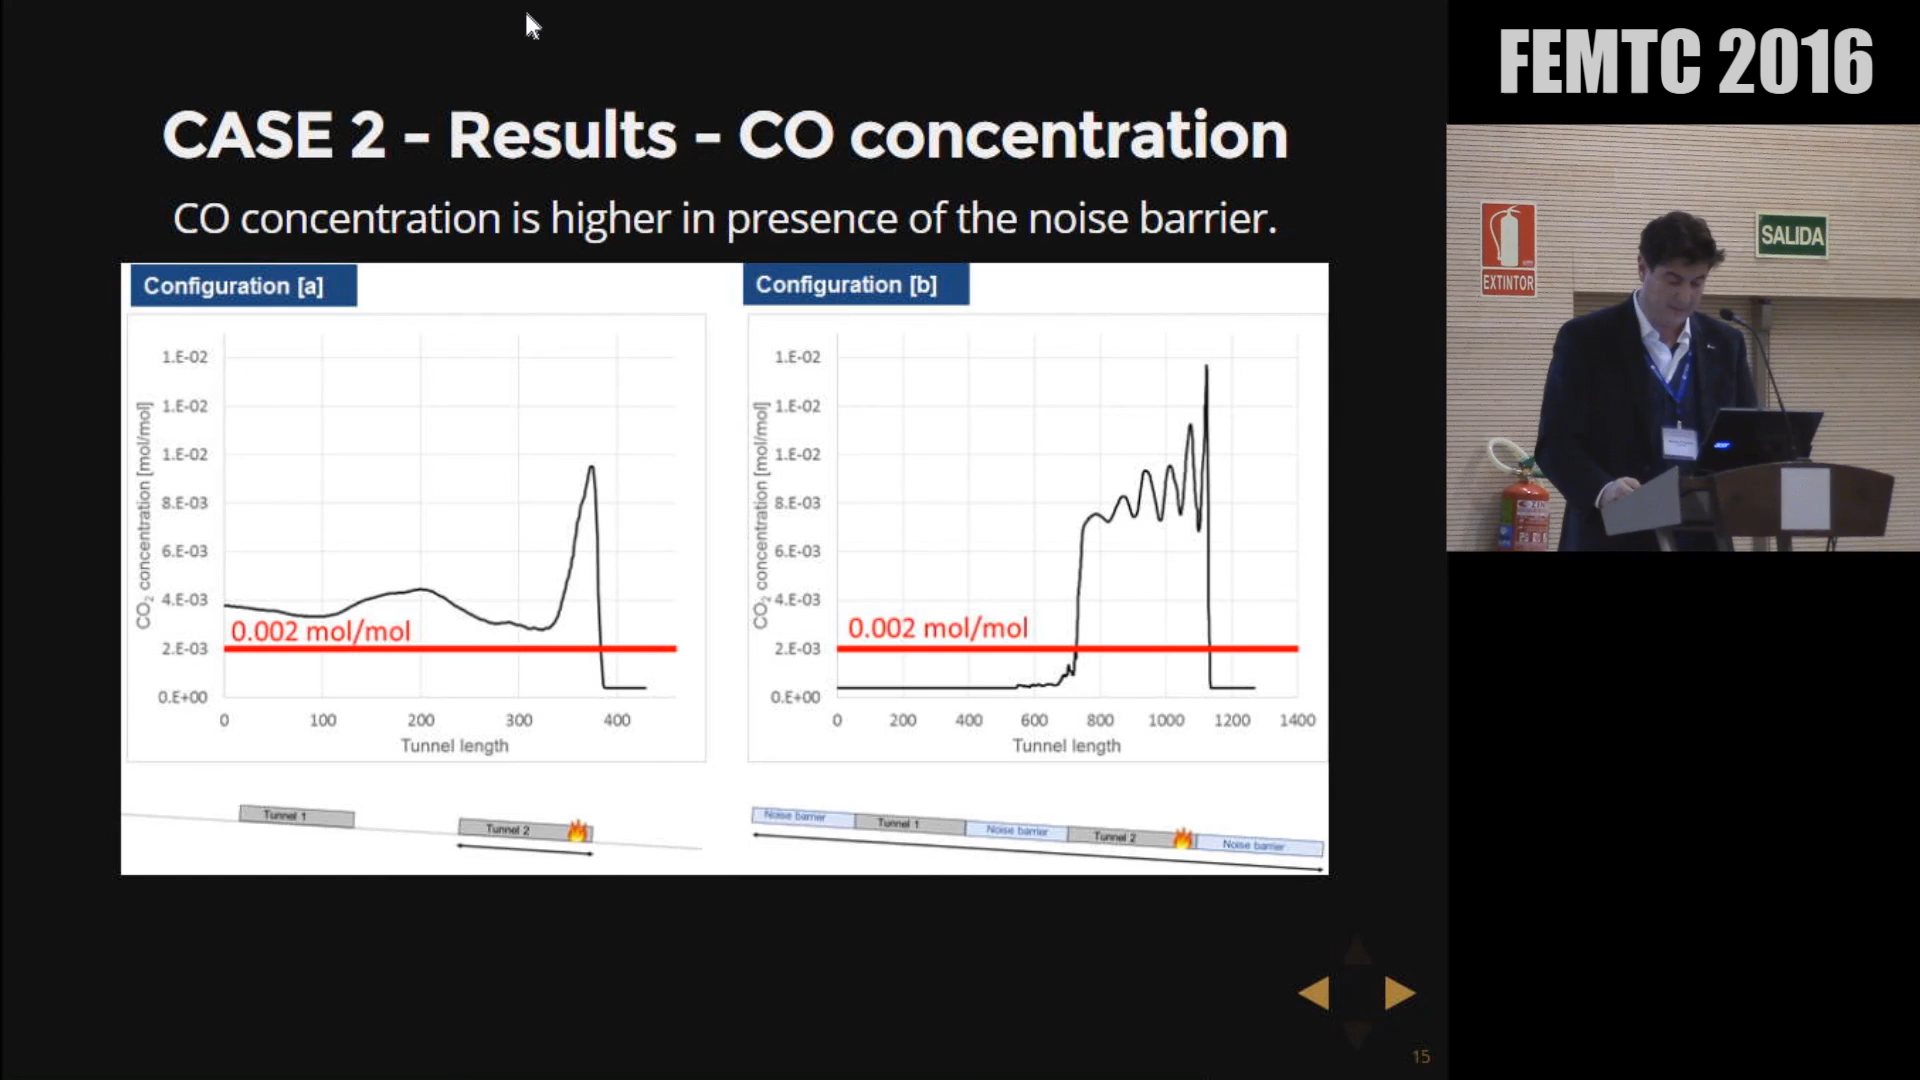 FEMTC 2016
CASE 2 - Results - CO concentration
CO concentration is higher in presence of the noise barrier.
Configuration [a]
CO₂ concentration [mol/mol]
1.E-02
1.E-02
1.E-02
8.E-03
6.E-03
4.E-03
2.E-03
0.E+00
0.002 mol/mol
0 100 200 300 400
Tunnel length
Tunnel 1
Tunnel 2
Configuration [b]
CO₂ concentration [mol/mol]
1.E-02
1.E-02
1.E-02
8.E-03
6.E-03
4.E-03
2.E-03
0.E+00
0.002 mol/mol
0 200 400 600 800 1000 1200 1400
Tunnel length
Noise barrier
Tunnel 1
Noise barrier
Tunnel 2
Noise barrier
15
EXTINTOR
SALIDA
acer